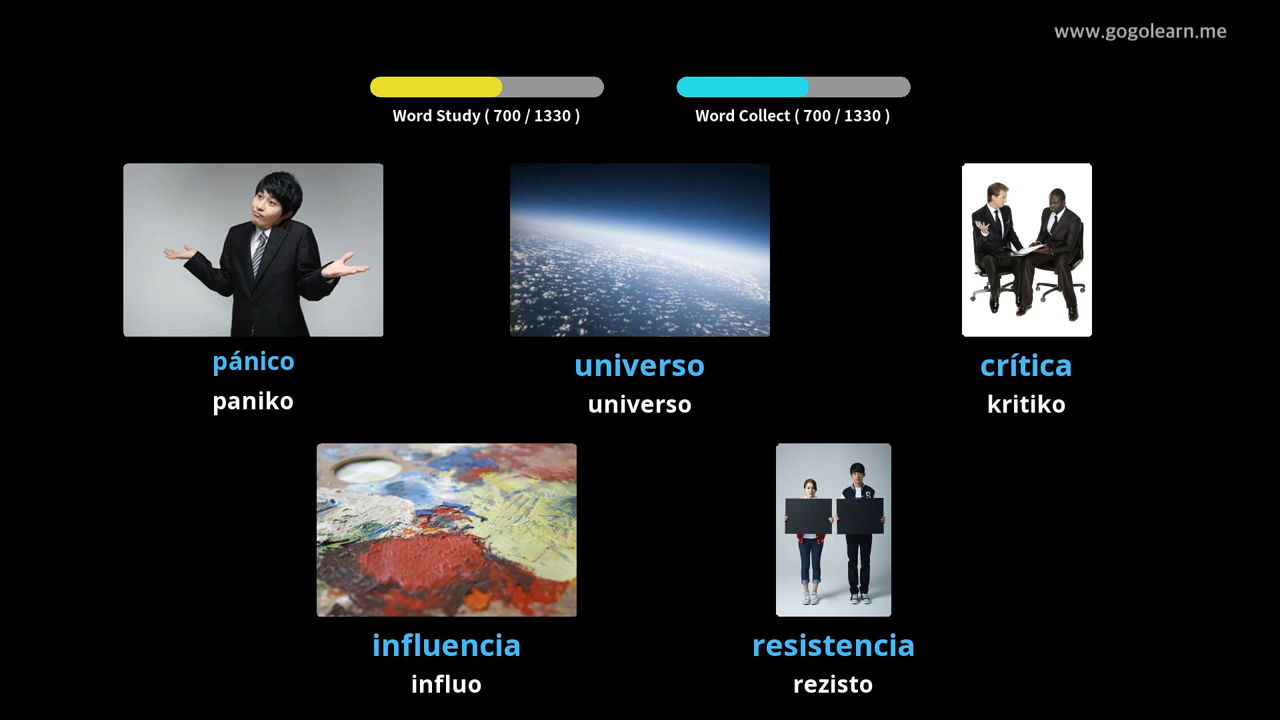 www.gogolearn.me
Word Study ( 700 / 1330 )
Word Collect ( 700 / 1330 )
pánico
paniko
universo
universo
crítica
kritiko
influencia
influo
resistencia
rezisto